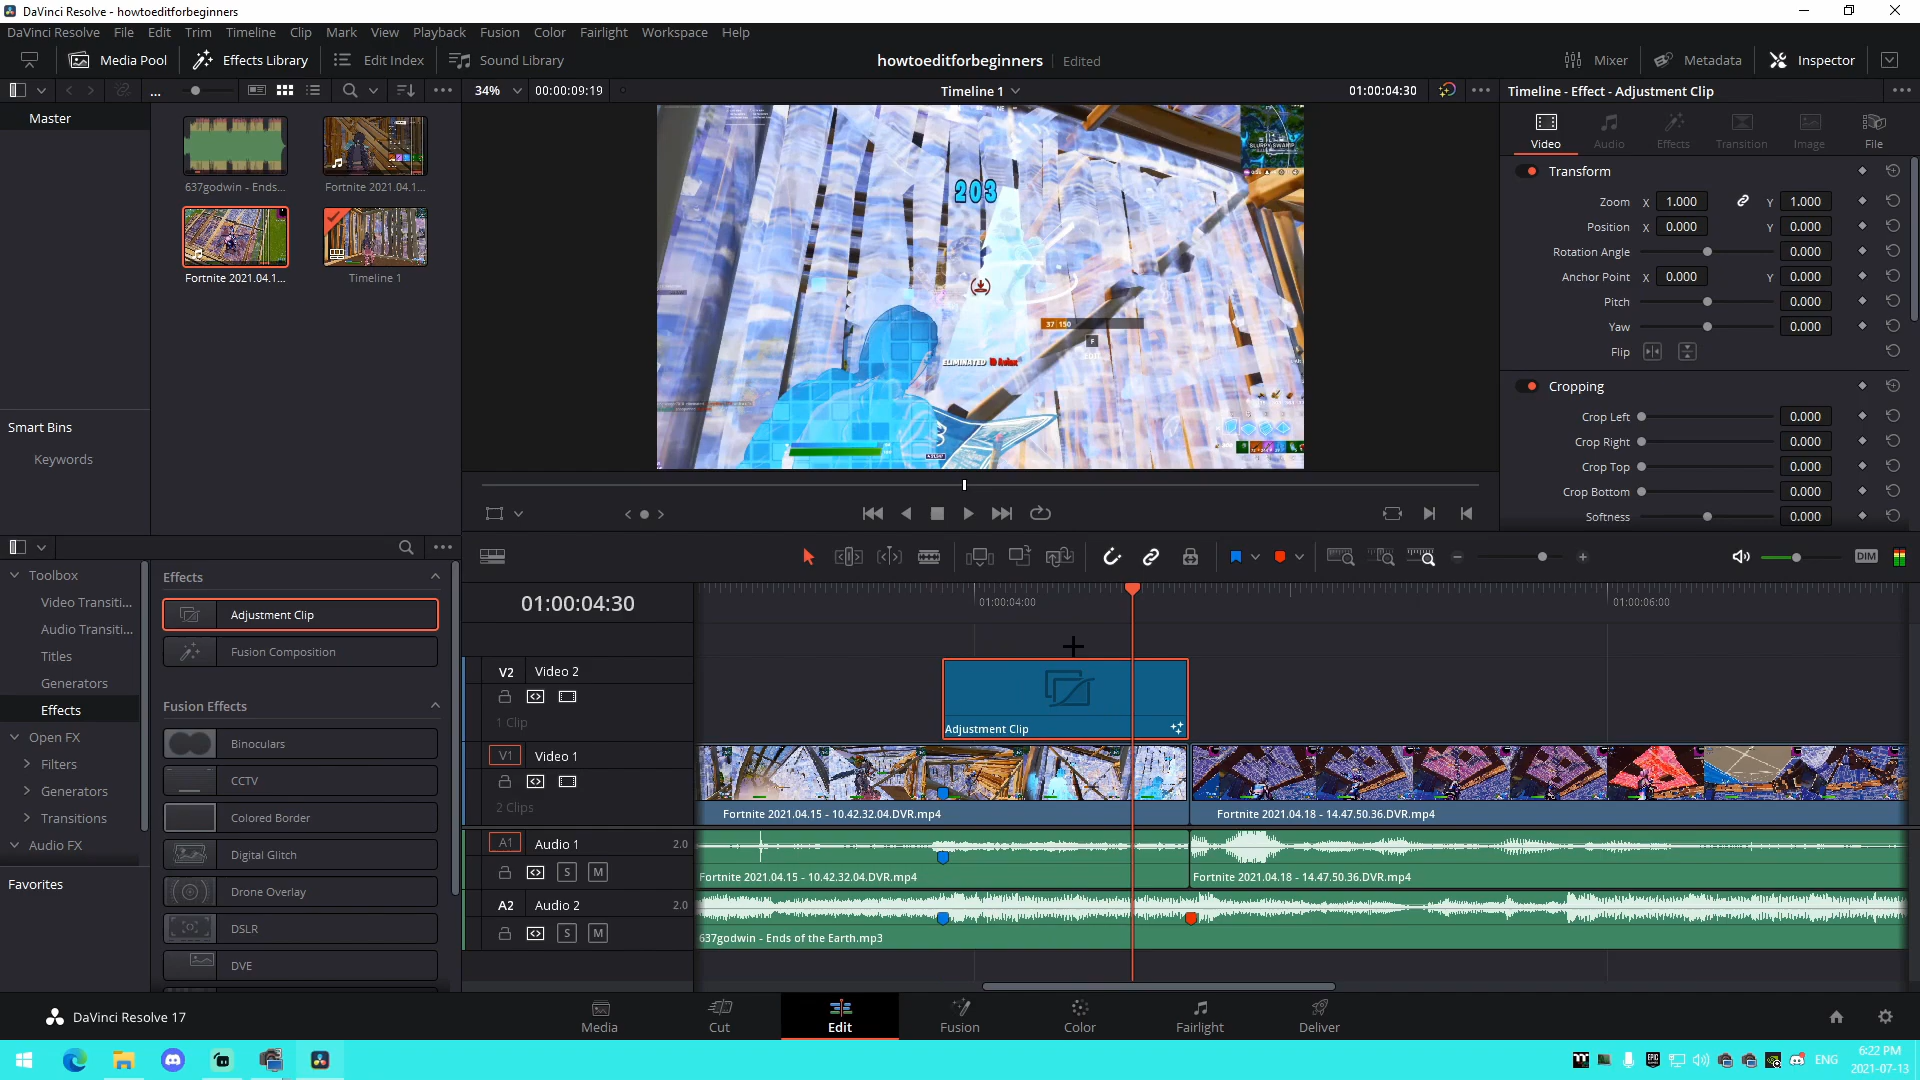 DaVinci Resolve - howtoeditforbeginners
DaVinci Resolve File Edit Trim Timeline Clip Mark View Playback Fusion Color Fairlight Workspace Help
Media Pool Effects Library Edit Index Sound Library howtoeditforbeginners Edited Mixer Metadata Inspector
... 34% 00:00:09:19 Timeline 1 01:00:04:30 Timeline - Effect - Adjustment Clip
Master
637godwin - Ends...
Fortnite 2021.04.1...
Fortnite 2021.04.1...
Timeline 1
Smart Bins
Keywords
SLURPY SWAMP
203
37 | 150
F
ELIMINATED
Video Audio Effects Transition Image File
Transform
Zoom X 1.000 Y 1.000
Position X 0.000 Y 0.000
Rotation Angle 0.000
Anchor Point X 0.000 Y 0.000
Pitch 0.000
Yaw 0.000
Flip
Cropping
Crop Left 0.000
Crop Right 0.000
Crop Top 0.000
Crop Bottom 0.000
Softness 0.000
Toolbox
Video Transiti...
Audio Transiti...
Titles
Generators
Effects
Open FX
Filters
Generators
Transitions
Audio FX
Favorites
Effects
Adjustment Clip
Fusion Composition
Fusion Effects
Binoculars
CCTV
Colored Border
Digital Glitch
Drone Overlay
DSLR
DVE
DIM
01:00:04:30
01:00:04:00
01:00:06:00
V2 Video 2
1 Clip
Adjustment Clip
V1 Video 1
2 Clips
Fortnite 2021.04.15 - 10.42.32.04.DVR.mp4
Fortnite 2021.04.18 - 14.47.50.36.DVR.mp4
A1 Audio 1 2.0
S M
Fortnite 2021.04.15 - 10.42.32.04.DVR.mp4
Fortnite 2021.04.18 - 14.47.50.36.DVR.mp4
A2 Audio 2 2.0
S M
637godwin - Ends of the Earth.mp3
DaVinci Resolve 17
Media Cut Edit Fusion Color Fairlight Deliver
EPIC
ENG
6:22 PM
2021-07-13